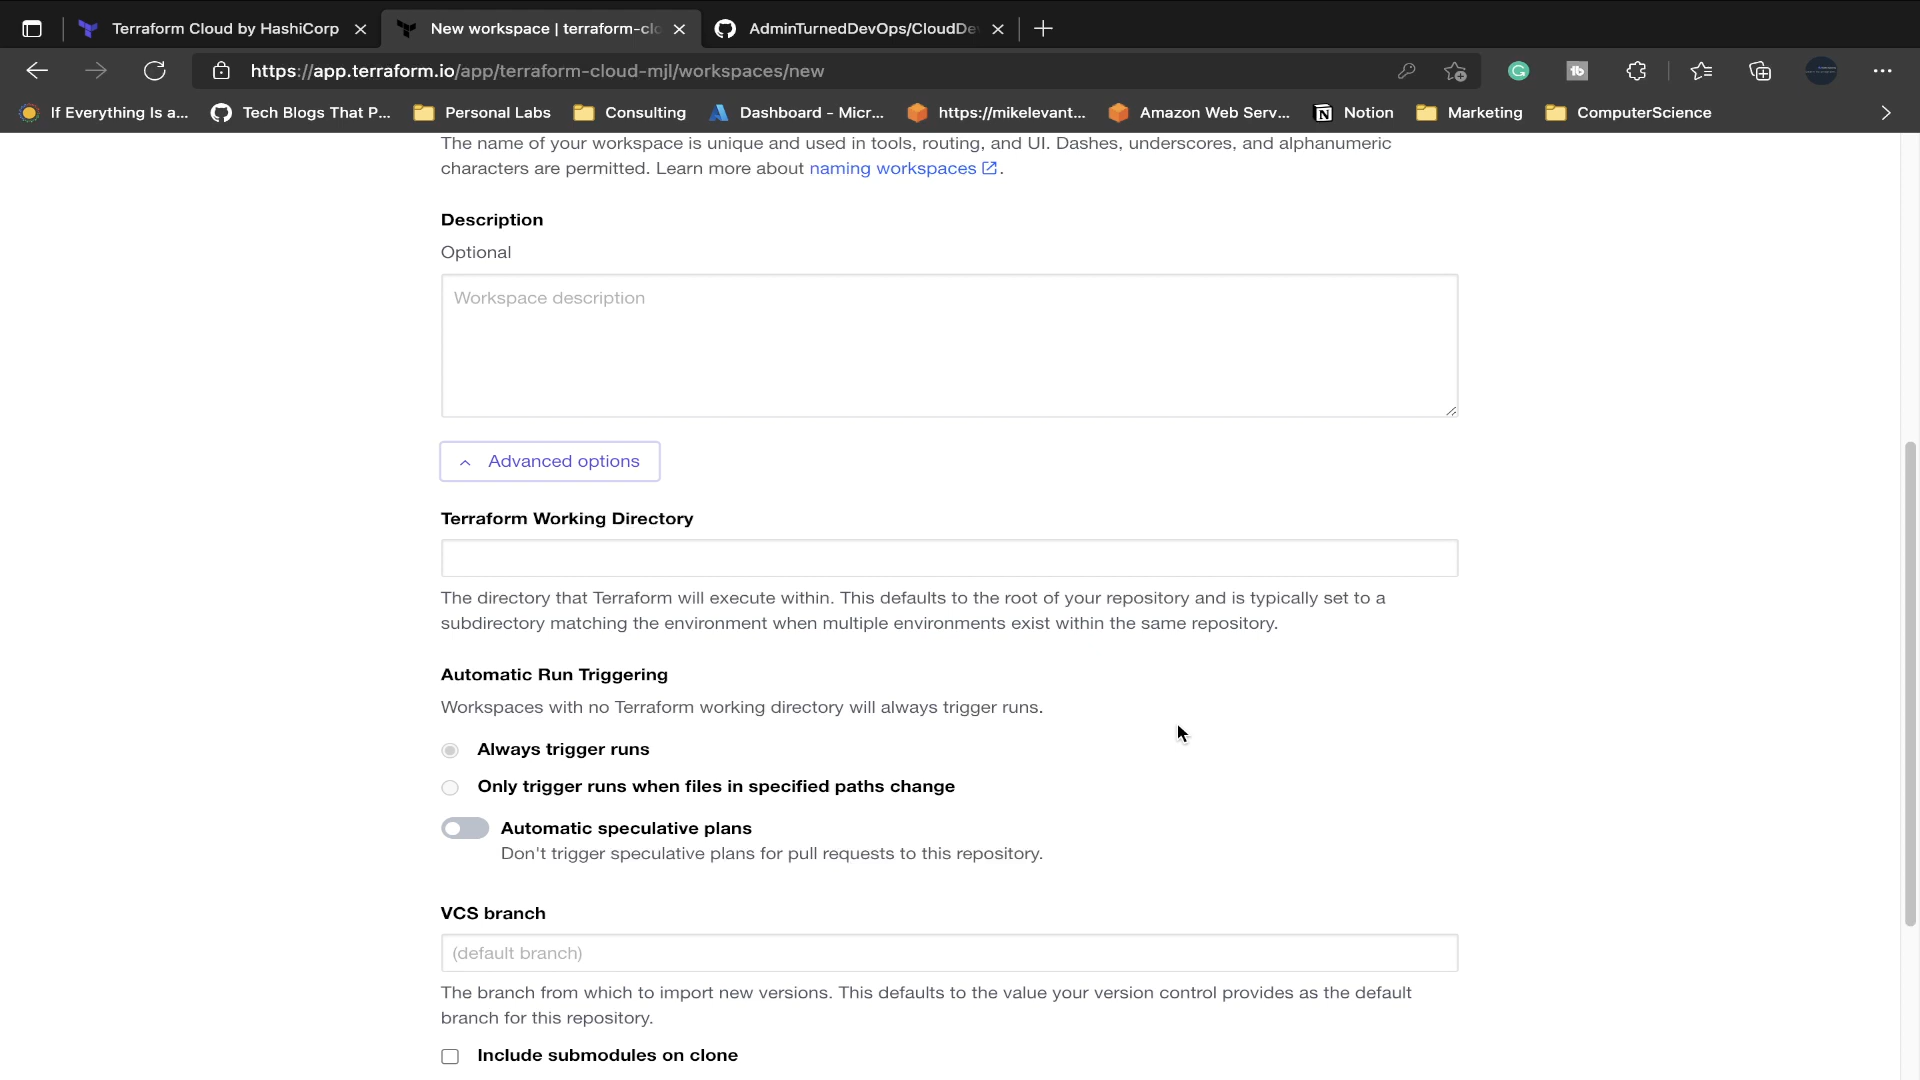 Terraform Cloud by HashiCorp
New workspace | terraform-clo
AdminTurnedDevOps/CloudDe
https://app.terraform.io/app/terraform-cloud-mjl/workspaces/new
If Everything Is a...
Tech Blogs That P...
Personal Labs
Consulting
Dashboard - Micr...
https://mikelevant...
Amazon Web Serv...
Notion
Marketing
ComputerScience
The name of your workspace is unique and used in tools, routing, and UI. Dashes, underscores, and alphanumeric
characters are permitted. Learn more about naming workspaces.
Description
Optional
Workspace description
Advanced options
Terraform Working Directory
The directory that Terraform will execute within. This defaults to the root of your repository and is typically set to a
subdirectory matching the environment when multiple environments exist within the same repository.
Automatic Run Triggering
Workspaces with no Terraform working directory will always trigger runs.
Always trigger runs
Only trigger runs when files in specified paths change
Automatic speculative plans
Don't trigger speculative plans for pull requests to this repository.
VCS branch
(default branch)
The branch from which to import new versions. This defaults to the value your version control provides as the default
branch for this repository.
Include submodules on clone